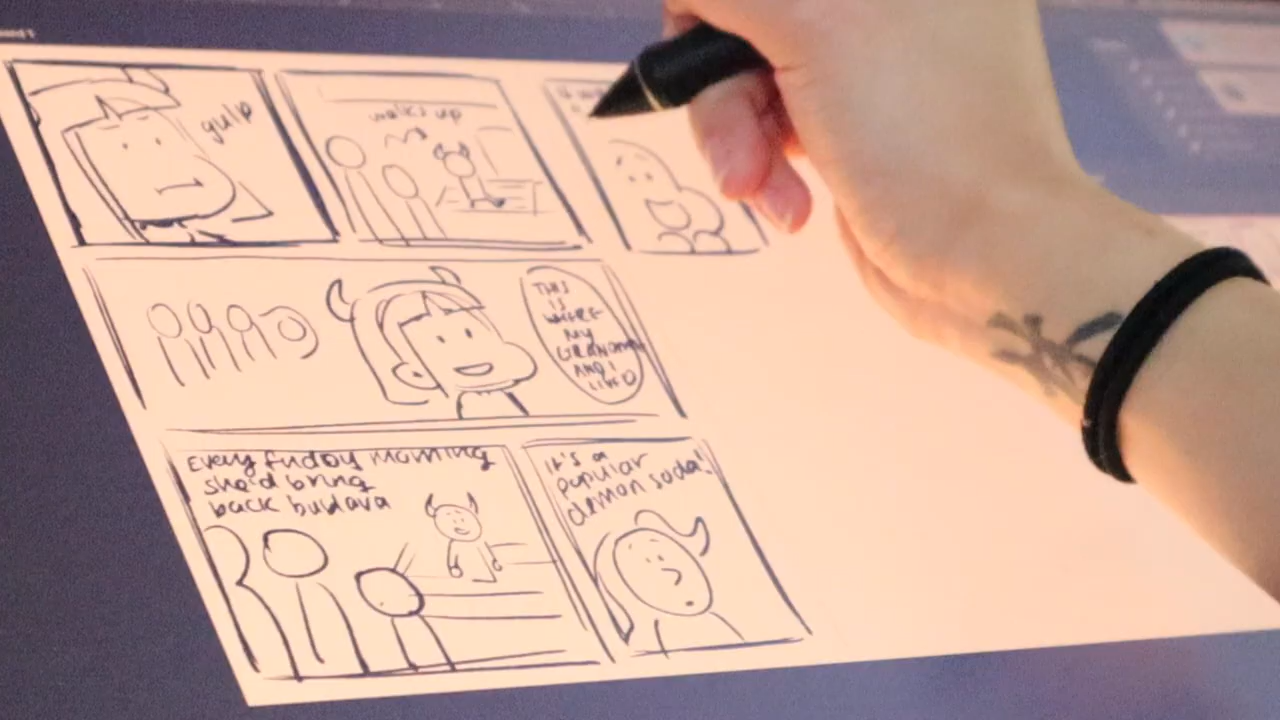 gulp
walks up
THIS
IS
WHERE
MY
GRANDMA
AND I
LIVED
Every friday morning
she'd bring
back buldava
it's a
popular
demon soda!